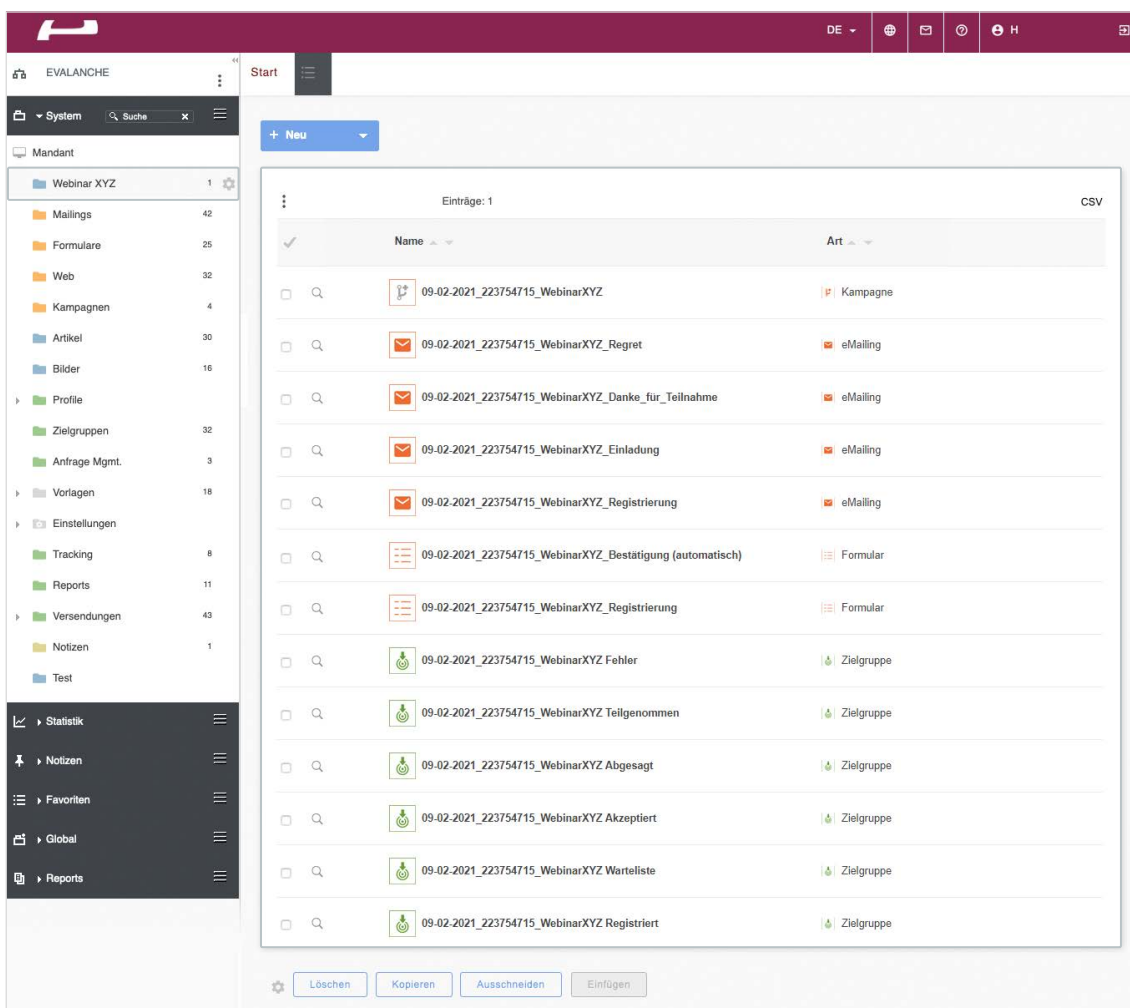 DE
H
EVALANCHE
Start
System
Suche
x
+ Neu
Mandant
Webinar XYZ 1
Mailings 42
Formulare 25
Web 32
Kampagnen 4
Artikel 30
Bilder 16
Profile
Zielgruppen 32
Anfrage Mgmt. 3
Vorlagen 18
Einstellungen
Tracking 8
Reports 11
Versendungen 43
Notizen 1
Test
Statistik
Notizen
Favoriten
Global
Reports
Einträge: 1 CSV
Name Art
09-02-2021_223754715_WebinarXYZ Kampagne
09-02-2021_223754715_WebinarXYZ_Regret eMailing
09-02-2021_223754715_WebinarXYZ_Danke_für_Teilnahme eMailing
09-02-2021_223754715_WebinarXYZ_Einladung eMailing
09-02-2021_223754715_WebinarXYZ_Registrierung eMailing
09-02-2021_223754715_WebinarXYZ_Bestätigung (automatisch) Formular
09-02-2021_223754715_WebinarXYZ_Registrierung Formular
09-02-2021_223754715_WebinarXYZ Fehler Zielgruppe
09-02-2021_223754715_WebinarXYZ Teilgenommen Zielgruppe
09-02-2021_223754715_WebinarXYZ Abgesagt Zielgruppe
09-02-2021_223754715_WebinarXYZ Akzeptiert Zielgruppe
09-02-2021_223754715_WebinarXYZ Warteliste Zielgruppe
09-02-2021_223754715_WebinarXYZ Registriert Zielgruppe
Löschen Kopieren Ausschneiden Einfügen